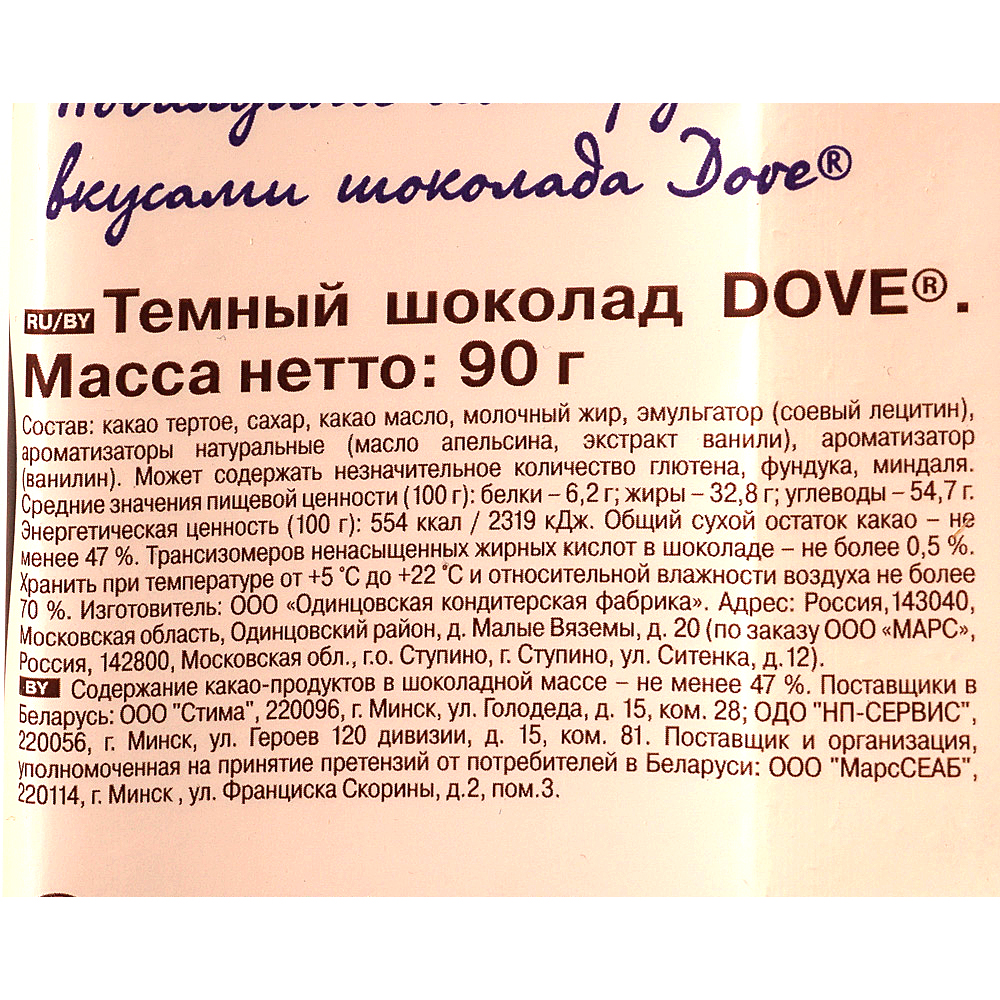 вкусами шоколада Dove®
RU/BY Темный шоколад DOVE®.
Масса нетто: 90 г
Состав: какао тертое, сахар, какао масло, молочный жир, эмульгатор (соевый лецитин),
ароматизаторы натуральные (масло апельсина, экстракт ванили), ароматизатор
(ванилин). Может содержать незначительное количество глютена, фундука, миндаля.
Средние значения пищевой ценности (100 г): белки – 6,2 г; жиры – 32,8 г; углеводы – 54,7 г.
Энергетическая ценность (100 г): 554 ккал / 2319 кДж. Общий сухой остаток какао – не
менее 47 %. Трансизомеров ненасыщенных жирных кислот в шоколаде – не более 0,5 %.
Хранить при температуре от +5 °С до +22 °С и относительной влажности воздуха не более
70 %. Изготовитель: ООО «Одинцовская кондитерская фабрика». Адрес: Россия,143040,
Московская область, Одинцовский район, д. Малые Вяземы, д. 20 (по заказу ООО «МАРС»,
Россия, 142800, Московская обл., г.о. Ступино, г. Ступино, ул. Ситенка, д.12).
BY Содержание какао-продуктов в шоколадной массе – не менее 47 %. Поставщики в
Беларусь: ООО "Стима", 220096, г. Минск, ул. Голодеда, д. 15, ком. 28; ОДО "НП-СЕРВИС",
220056, г. Минск, ул. Героев 120 дивизии, д. 15, ком. 81. Поставщик и организация,
уполномоченная на принятие претензий от потребителей в Беларуси: ООО "МарсСЕАБ",
220114, г. Минск , ул. Франциска Скорины, д.2, пом.3.